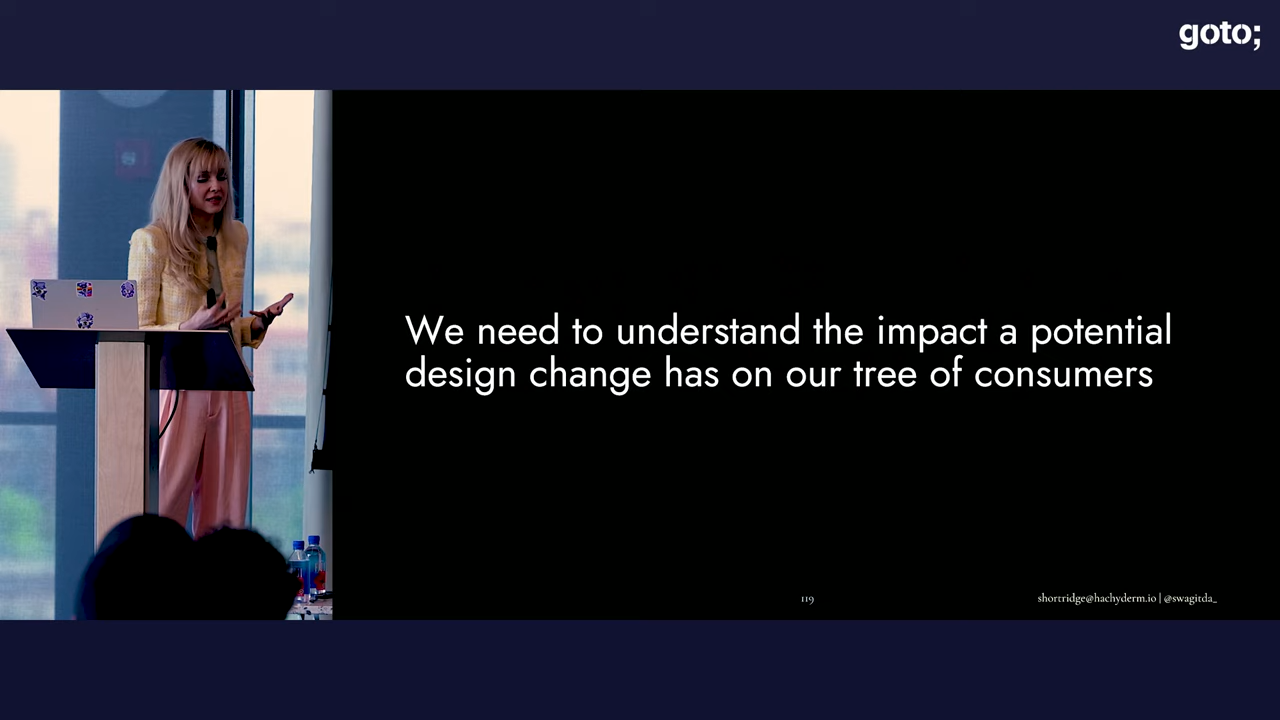 goto;
We need to understand the impact a potential
design change has on our tree of consumers
119
shortridge@hachyderm.io | @swagitda_